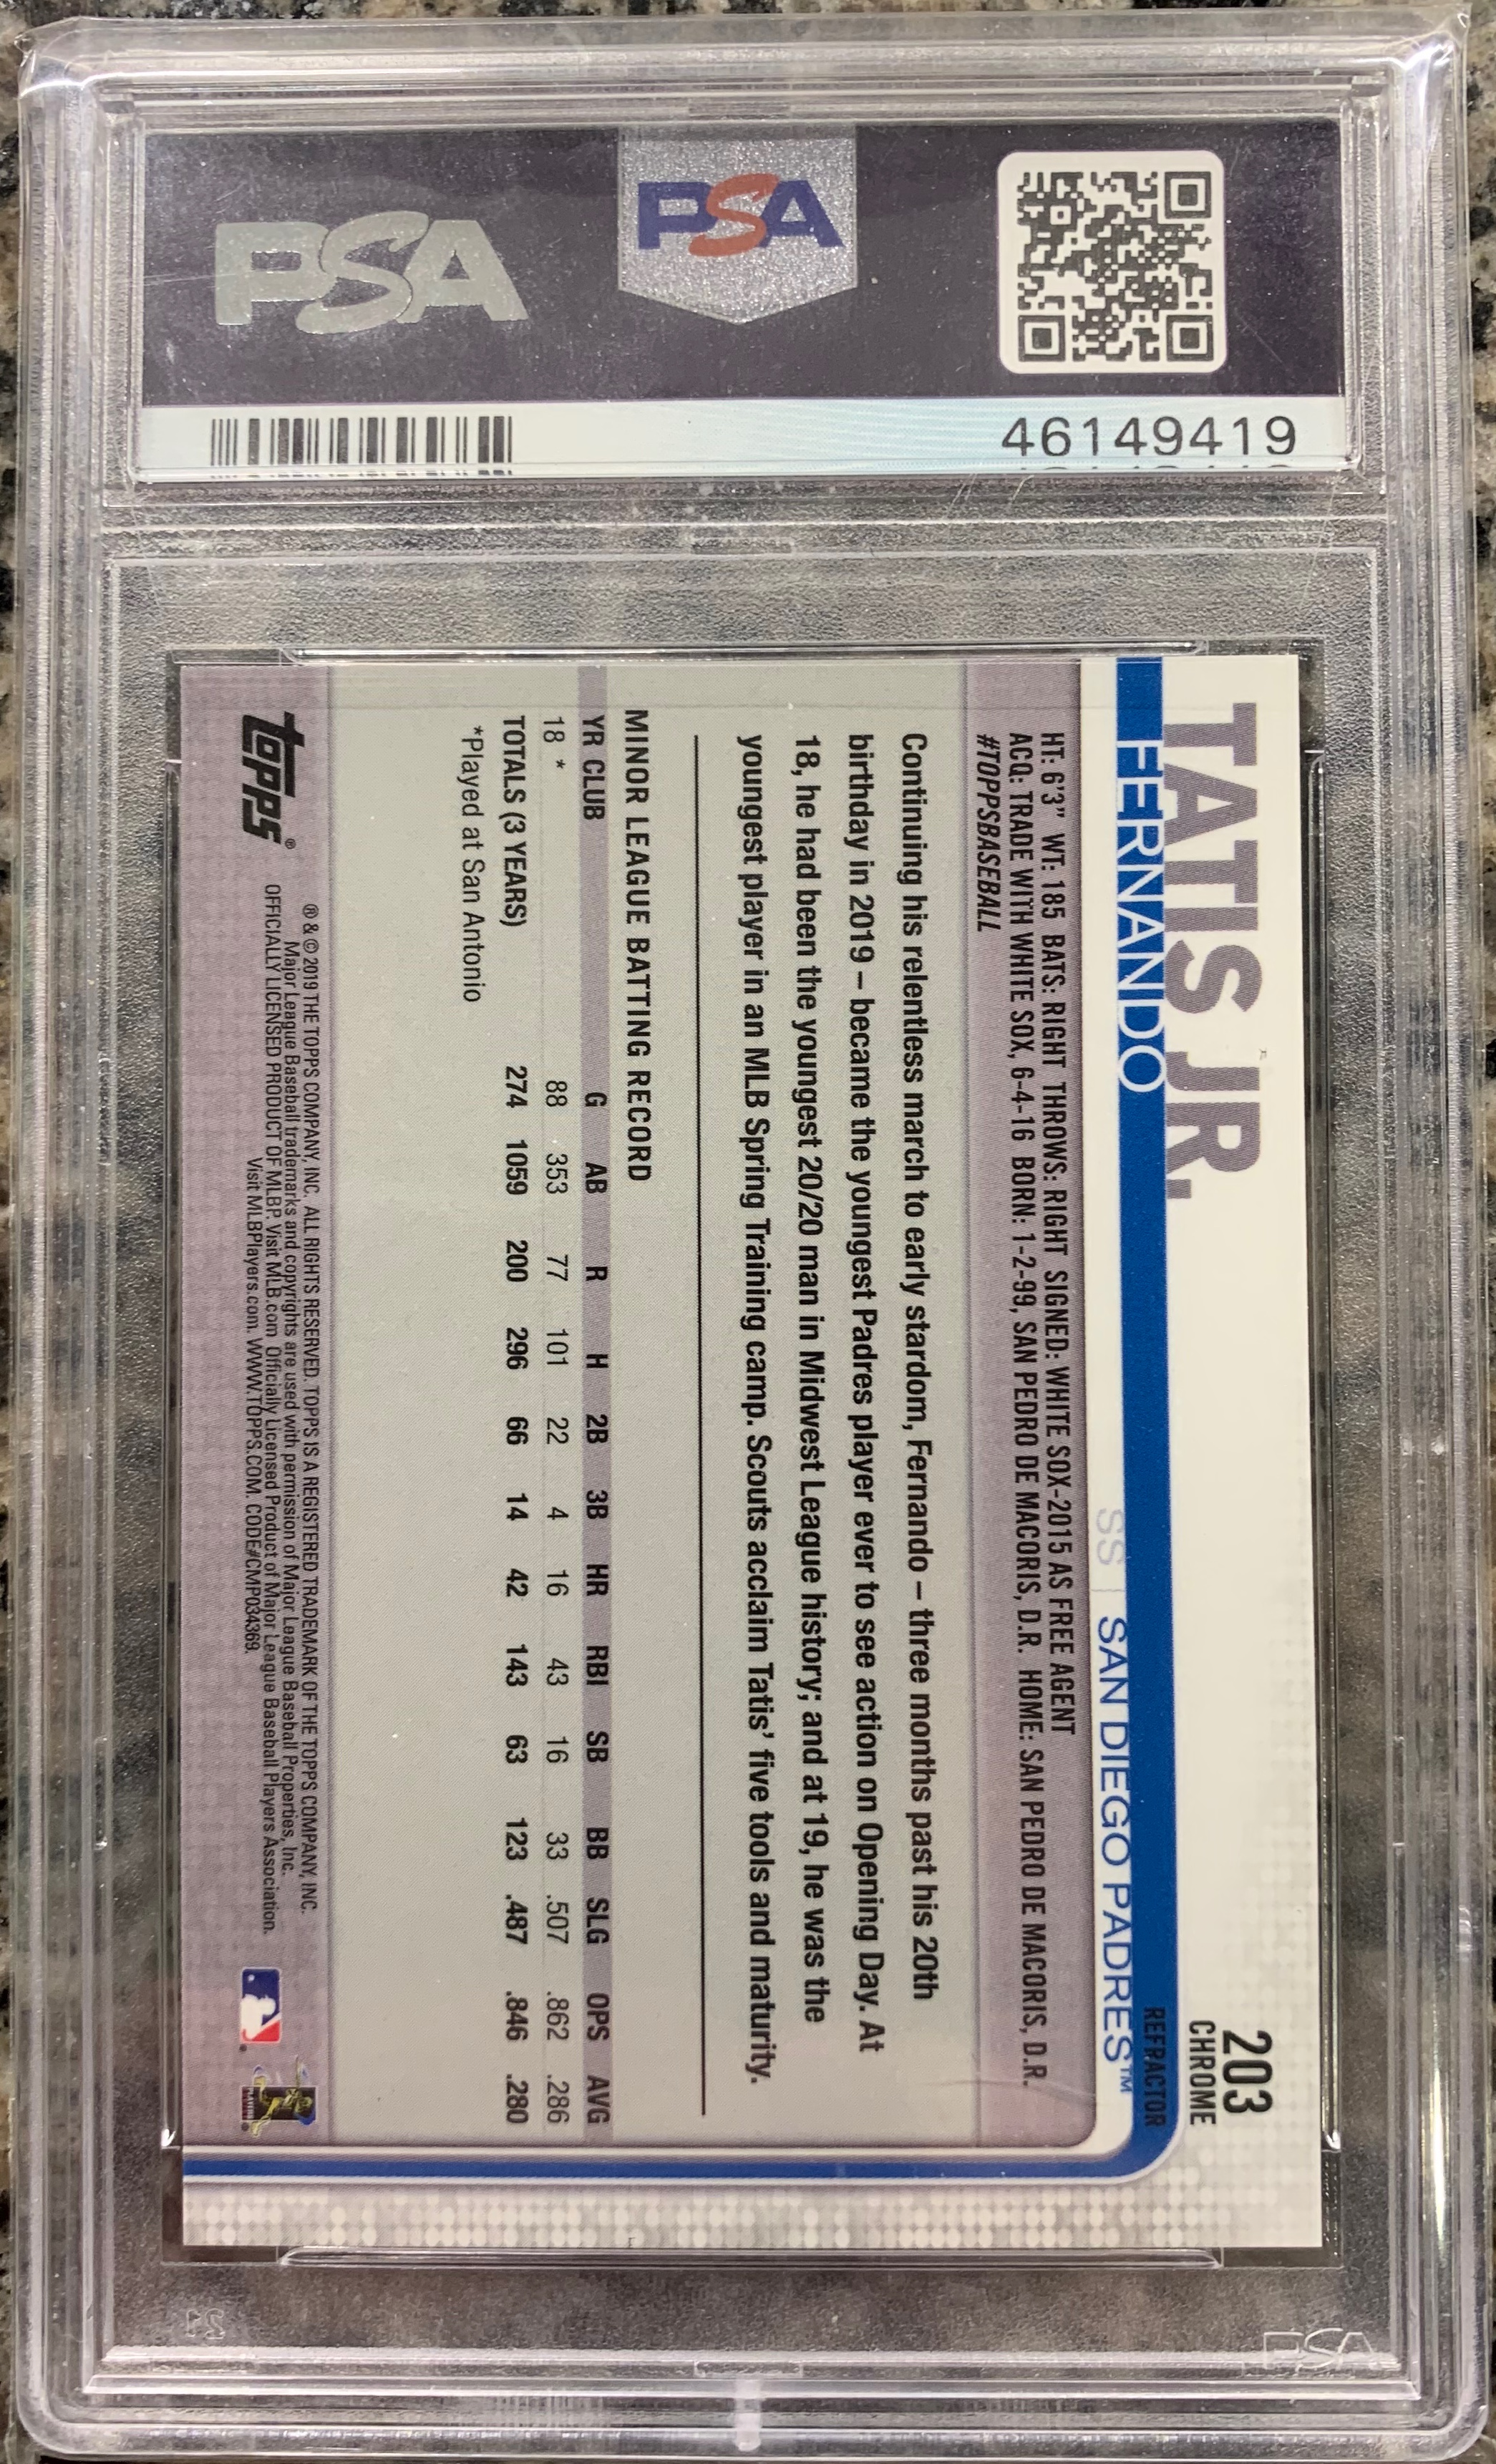 PSA
PSA
46149419
203
CHROME
REFRACTOR
TATIS JR.
FERNANDO
SS | SAN DIEGO PADRES™
HT: 6'3" WT: 185 BATS: RIGHT THROWS: RIGHT SIGNED: WHITE SOX-2015 AS FREE AGENT
ACQ: TRADE WITH WHITE SOX, 6-4-16 BORN: 1-2-99, SAN PEDRO DE MACORIS, D.R. HOME: SAN PEDRO DE MACORIS, D.R.
#TOPPSBASEBALL
Continuing his relentless march to early stardom, Fernando – three months past his 20th
birthday in 2019 – became the youngest Padres player ever to see action on Opening Day. At
18, he had been the youngest 20/20 man in Midwest League history; and at 19, he was the
youngest player in an MLB Spring Training camp. Scouts acclaim Tatis' five tools and maturity.
MINOR LEAGUE BATTING RECORD
YR CLUB G AB R H 2B 3B HR RBI SB BB SLG OPS AVG
18 * 88 353 77 101 22 4 16 43 16 33 .507 .862 .286
TOTALS (3 YEARS) 274 1059 200 296 66 14 42 143 63 123 .487 .846 .280
*Played at San Antonio
topps®
® & © 2019 THE TOPPS COMPANY, INC. ALL RIGHTS RESERVED. TOPPS IS A REGISTERED TRADEMARK OF THE TOPPS COMPANY, INC.
Major League Baseball trademarks and copyrights are used with permission of Major League Baseball Properties, Inc.
OFFICIALLY LICENSED PRODUCT OF MLBP. Visit MLB.com Officially Licensed Product of Major League Baseball Players Association.
Visit MLBPlayers.com. WWW.TOPPS.COM. CODE#CMP034369.
PSA